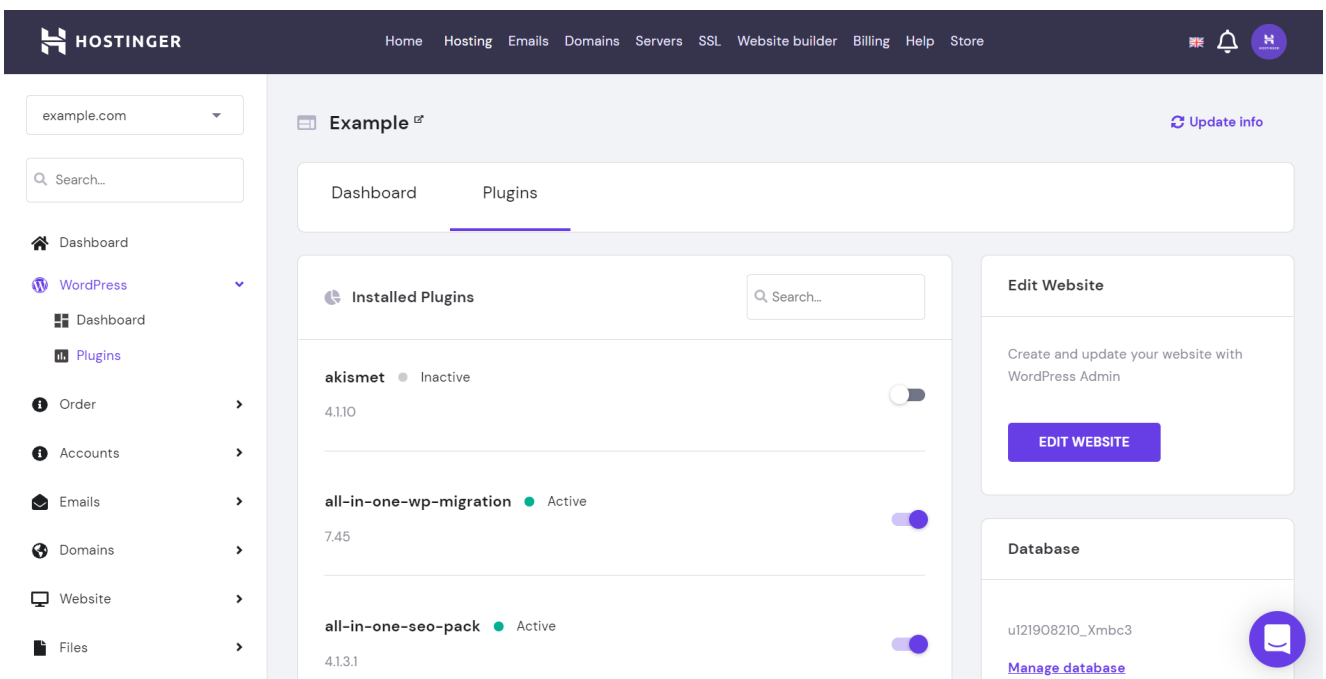 HOSTINGER
Home Hosting Emails Domains Servers SSL Website builder Billing Help Store
example.com
Search...
Dashboard
WordPress
Dashboard
Plugins
Order
Accounts
Emails
Domains
Website
Files
Example
Update info
Dashboard Plugins
Installed Plugins
Search...
akismet Inactive
4.1.10
all-in-one-wp-migration Active
7.45
all-in-one-seo-pack Active
4.1.3.1
Edit Website
Create and update your website with
WordPress Admin
EDIT WEBSITE
Database
u121908210_Xmbc3
Manage database